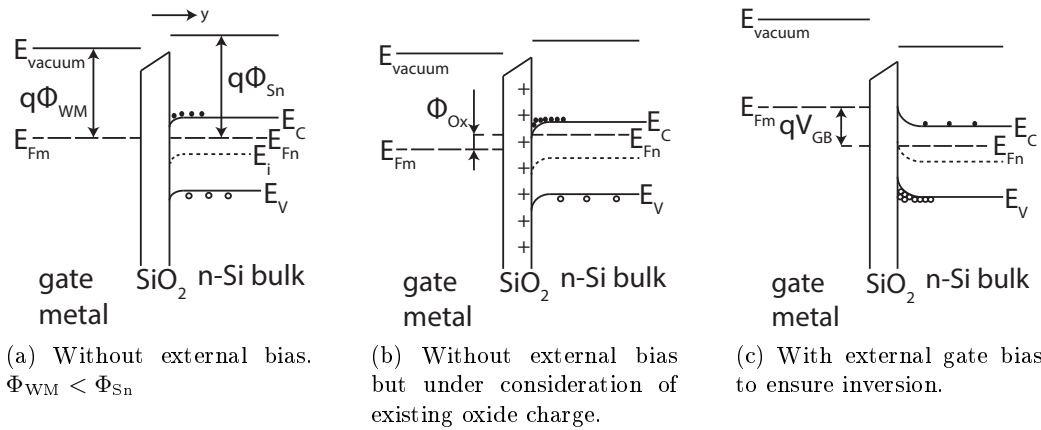 y
E_vacuum
qΦ_WM
qΦ_Sn
E_C
E_Fm
E_Fn
E_i
E_V
gate
metal
SiO_2
n-Si bulk
(a) Without external bias.
Φ_WM < Φ_Sn
E_vacuum
Φ_Ox
E_C
E_Fm
E_Fn
E_V
+
+
+
+
+
+
+
+
+
gate
metal
SiO_2
n-Si bulk
(b) Without external bias
but under consideration of
existing oxide charge.
E_vacuum
E_Fm
qV_GB
E_C
E_Fn
E_V
gate
metal
SiO_2
n-Si bulk
(c) With external gate bias
to ensure inversion.